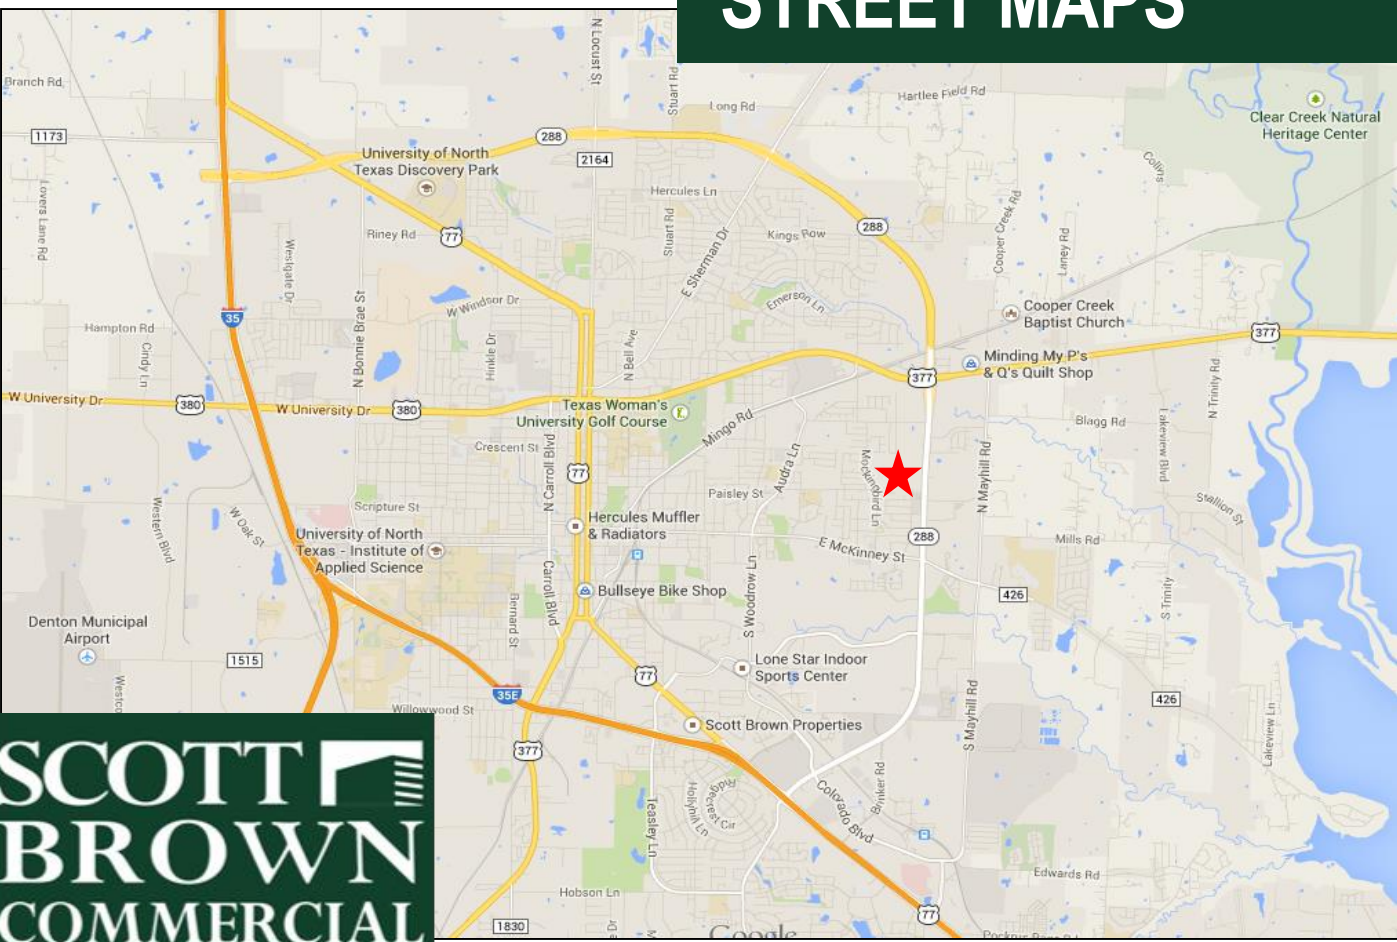 STREET MAPS
Branch Rd
N Locust St
Stuart Rd
Long Rd
Hartlee Field Rd
Clear Creek Natural
Heritage Center
1173
288
2164
University of North
Texas Discovery Park
Collins
Lovers Lane Rd
Hercules Ln
Stuart Rd
Kings Row
288
Cooper Creek Rd
Laney Rd
Riney Rd
77
E Sherman Dr
Westgate Dr
W Windsor Dr
Emerson Ln
Cooper Creek
Baptist Church
35
Hampton Rd
Cindy Ln
N Bonnie Brae St
Hinkle Dr
N Bell Ave
377
Minding My P's
& Q's Quilt Shop
377
N Trinity Rd
W University Dr
380
W University Dr
380
Texas Woman's
University Golf Course
Mingo Rd
Blagg Rd
Lakeview Blvd
Crescent St
N Carroll Blvd
77
Audra Ln
Mockingbird Ln
N Mayhill Rd
Paisley St
Stallion St
Scripture St
Western Blvd
W Oak St
Hercules Muffler
& Radiators
University of North
Texas - Institute of
Applied Science
E McKinney St
288
Mills Rd
Carroll Blvd
Bullseye Bike Shop
S Woodrow Ln
426
S Trinity
Bernard St
Denton Municipal
Airport
1515
Westco
Lone Star Indoor
Sports Center
77
35E
Willowwood St
426
S Mayhill Rd
Lakeview Ln
Scott Brown Properties
377
SCOTT
BROWN
COMMERCIAL
Teasley Ln
Hollyhill Ln
Ridgecrest Cir
Colorado Blvd
Brinker Rd
Edwards Rd
Hobson Ln
1830
77
Google